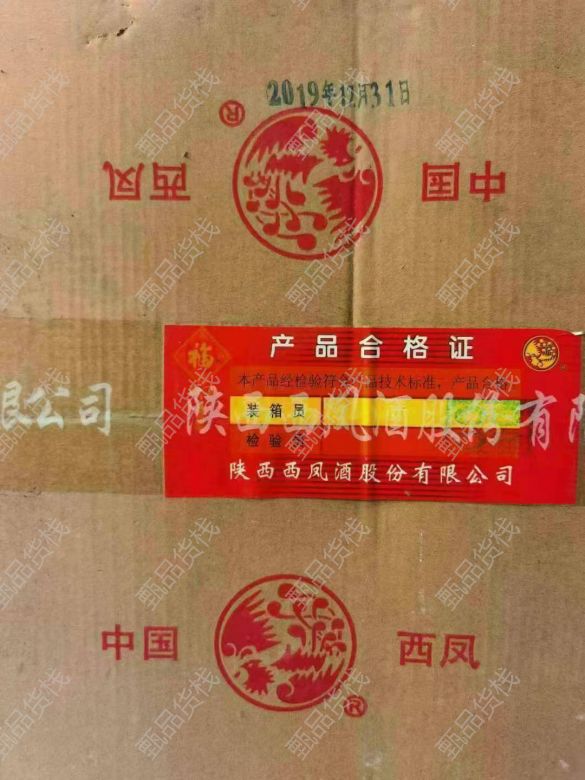 2019年12月31日
®
中国 西凤
福
产品合格证
本产品经检验符合产品技术标准,产品合格
装箱员
检验员
陕西西凤酒股份有限公司
限公司 陕西西凤酒股份有限
中国 西凤
®
甄品货栈